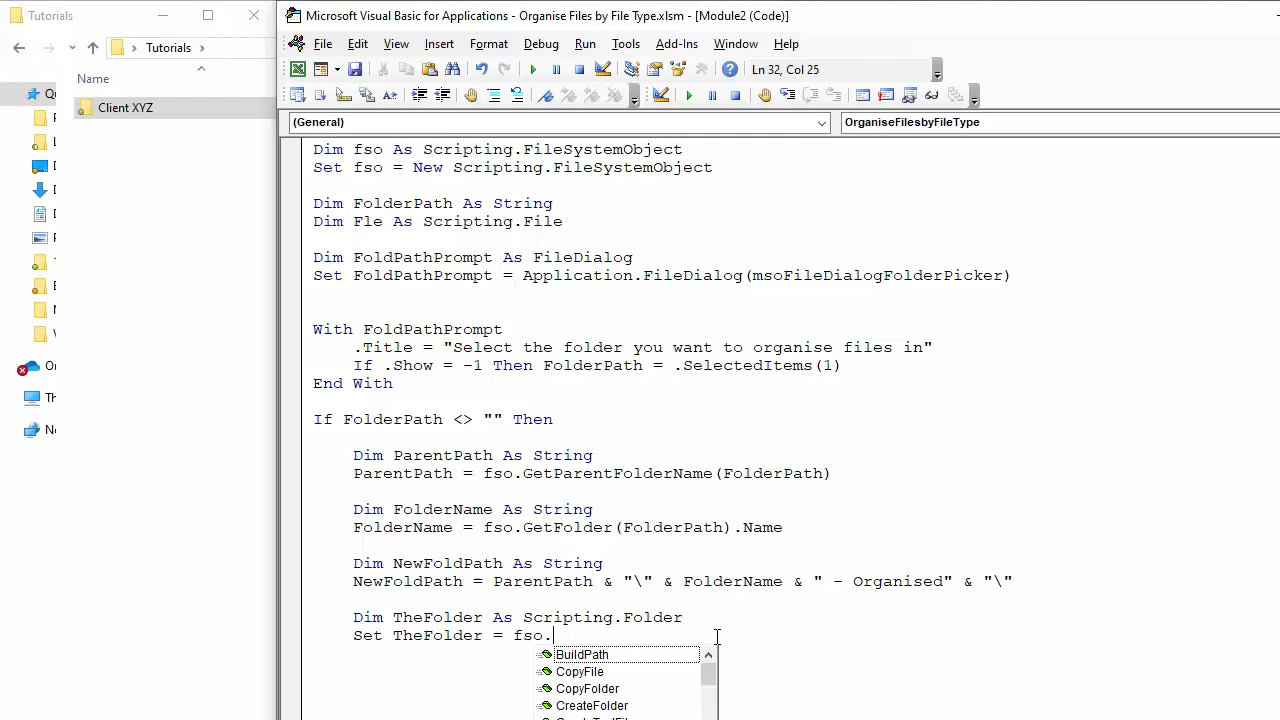 Tutorials
Microsoft Visual Basic for Applications - Organise Files by File Type.xlsm - [Module2 (Code)]
File Edit View Insert Format Debug Run Tools Add-Ins Window Help
Tutorials
Name
Client XYZ
Ln 32, Col 25
(General)
OrganiseFilesbyFileType
Dim fso As Scripting.FileSystemObject
Set fso = New Scripting.FileSystemObject
Dim FolderPath As String
Dim Fle As Scripting.File
Dim FoldPathPrompt As FileDialog
Set FoldPathPrompt = Application.FileDialog(msoFileDialogFolderPicker)
With FoldPathPrompt
.Title = "Select the folder you want to organise files in"
If .Show = -1 Then FolderPath = .SelectedItems(1)
End With
If FolderPath <> "" Then
Dim ParentPath As String
ParentPath = fso.GetParentFolderName(FolderPath)
Dim FolderName As String
FolderName = fso.GetFolder(FolderPath).Name
Dim NewFoldPath As String
NewFoldPath = ParentPath & "\" & FolderName & " - Organised" & "\"
Dim TheFolder As Scripting.Folder
Set TheFolder = fso.
BuildPath
CopyFile
CopyFolder
CreateFolder